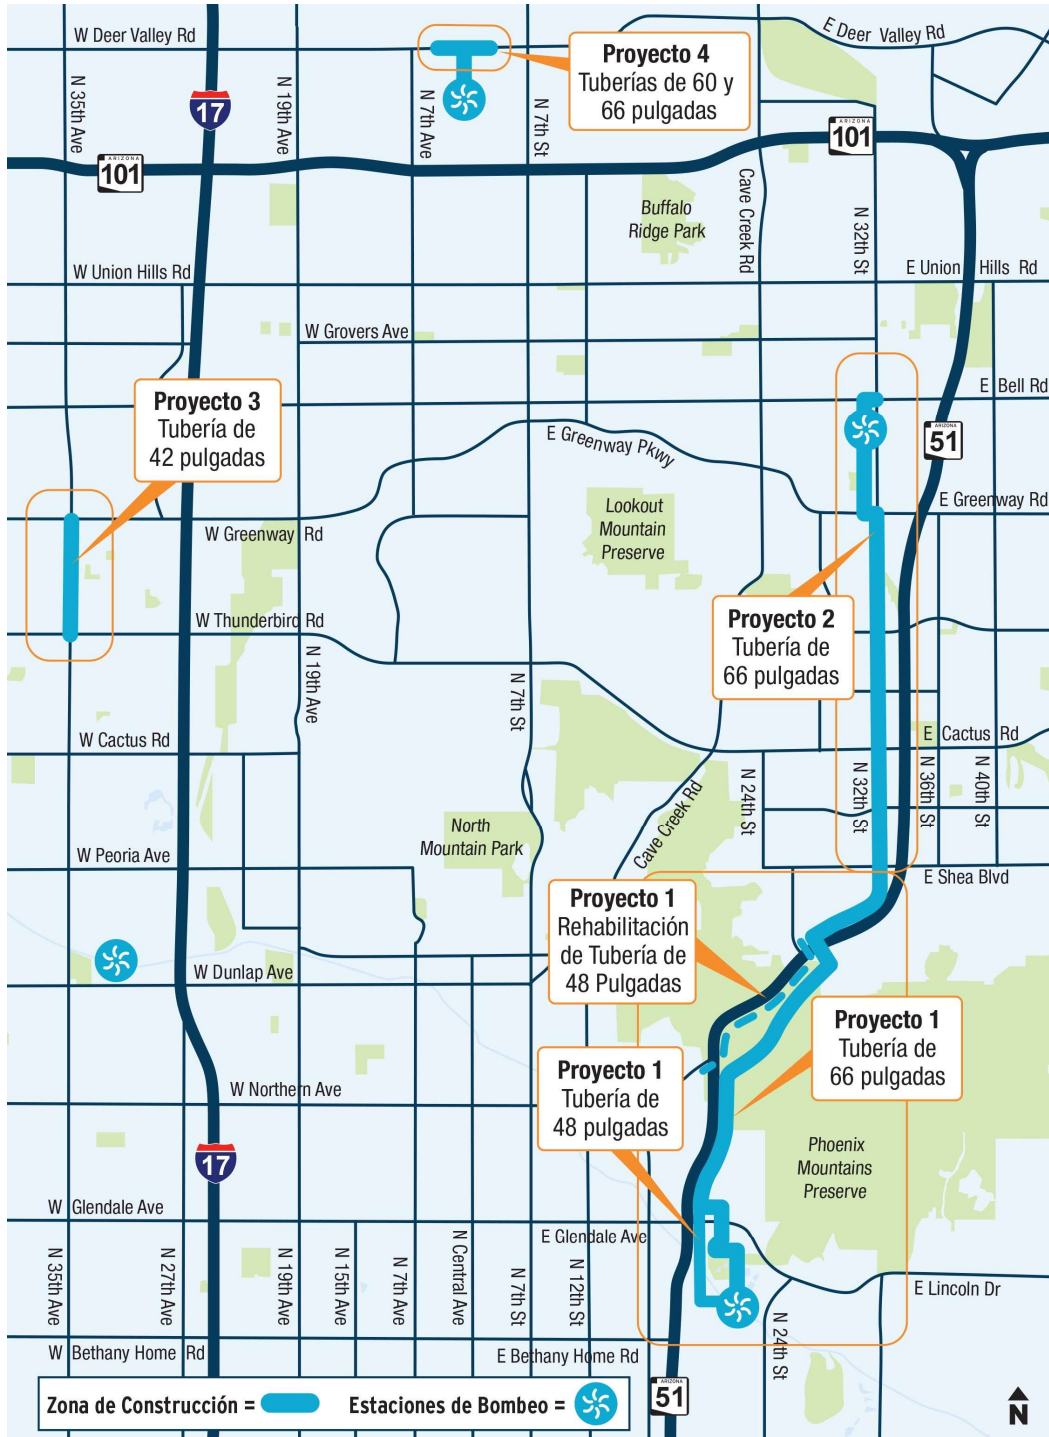 W Deer Valley Rd
E Deer Valley Rd
Proyecto 4
Tuberías de 60 y
66 pulgadas
N 35th Ave
17
N 19th Ave
N 7th Ave
N 7th St
ARIZONA
101
ARIZONA
101
Cave Creek Rd
N 32th St
Buffalo
Ridge Park
W Union Hills Rd
E Union Hills Rd
W Grovers Ave
E Bell Rd
Proyecto 3
Tubería de
42 pulgadas
E Greenway Pkwy
ARIZONA
51
E Greenway Rd
W Greenway Rd
Lookout
Mountain
Preserve
Proyecto 2
Tubería de
66 pulgadas
W Thunderbird Rd
N 19th Ave
N 7th St
W Cactus Rd
E Cactus Rd
N 24th St
N 32th St
N 36th St
N 40th St
Cave Creek Rd
North
Mountain Park
W Peoria Ave
E Shea Blvd
Proyecto 1
Rehabilitación
de Tubería de
48 Pulgadas
W Dunlap Ave
Proyecto 1
Tubería de
66 pulgadas
Proyecto 1
Tubería de
48 pulgadas
W Northern Ave
17
Phoenix
Mountains
Preserve
W Glendale Ave
E Glendale Ave
N 35th Ave
N 27th Ave
N 19th Ave
N 15th Ave
N 7th Ave
N Central Ave
N 7th St
N 12th St
E Lincoln Dr
N 24th St
W Bethany Home Rd
E Bethany Home Rd
ARIZONA
51
Zona de Construcción =
Estaciones de Bombeo =
N